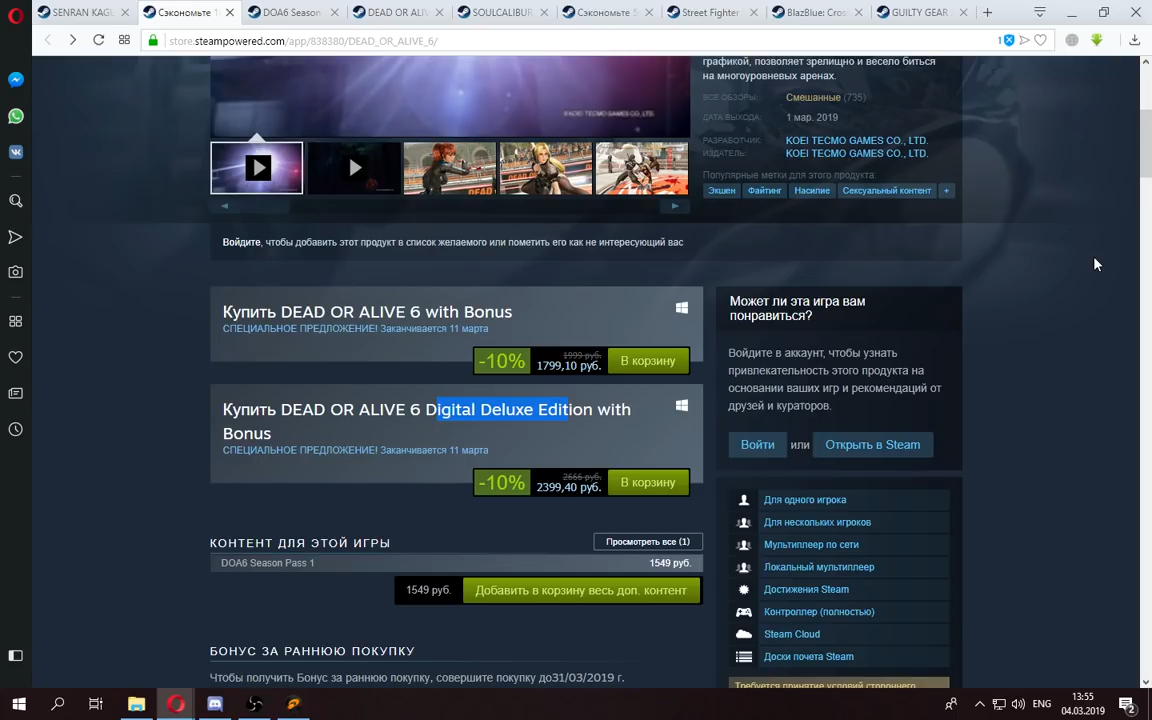 SENRAN KAGU
Сэкономьте 1
DOA6 Season
DEAD OR ALIV
SOULCALIBUR
Сэкономьте 5
Street Fighter
BlazBlue: Cros
GUILTY GEAR
store.steampowered.com/app/838380/DEAD_OR_ALIVE_6/
1
графикой, позволяет зрелищно и весело биться
на многоуровневых аренах.
ВСЕ ОБЗОРЫ: Смешанные (735)
ДАТА ВЫХОДА: 1 мар. 2019
©KOEI TECMO GAMES CO., LTD.
РАЗРАБОТЧИК: KOEI TECMO GAMES CO., LTD.
ИЗДАТЕЛЬ: KOEI TECMO GAMES CO., LTD.
Популярные метки для этого продукта:
Экшен Файтинг Насилие Сексуальный контент +
Войдите, чтобы добавить этот продукт в список желаемого или пометить его как не интересующий вас
Купить DEAD OR ALIVE 6 with Bonus
СПЕЦИАЛЬНОЕ ПРЕДЛОЖЕНИЕ! Заканчивается 11 марта
-10% 1999 руб. 1799,10 руб. В корзину
Купить DEAD OR ALIVE 6 Digital Deluxe Edition with
Bonus
СПЕЦИАЛЬНОЕ ПРЕДЛОЖЕНИЕ! Заканчивается 11 марта
-10% 2666 руб. 2399,40 руб. В корзину
КОНТЕНТ ДЛЯ ЭТОЙ ИГРЫ
Просмотреть все (1)
DOA6 Season Pass 1 1549 руб.
1549 руб. Добавить в корзину весь доп. контент
БОНУС ЗА РАННЮЮ ПОКУПКУ
Чтобы получить Бонус за раннюю покупку, совершите покупку до31/03/2019 г.
Может ли эта игра вам
понравиться?
Войдите в аккаунт, чтобы узнать
привлекательность этого продукта на
основании ваших игр и рекомендаций от
друзей и кураторов.
Войти или Открыть в Steam
Для одного игрока
Для нескольких игроков
Мультиплеер по сети
Локальный мультиплеер
Достижения Steam
Контроллер (полностью)
Steam Cloud
Доски почета Steam
Требуется принятие условий стороннего
ENG
13:55
04.03.2019
2